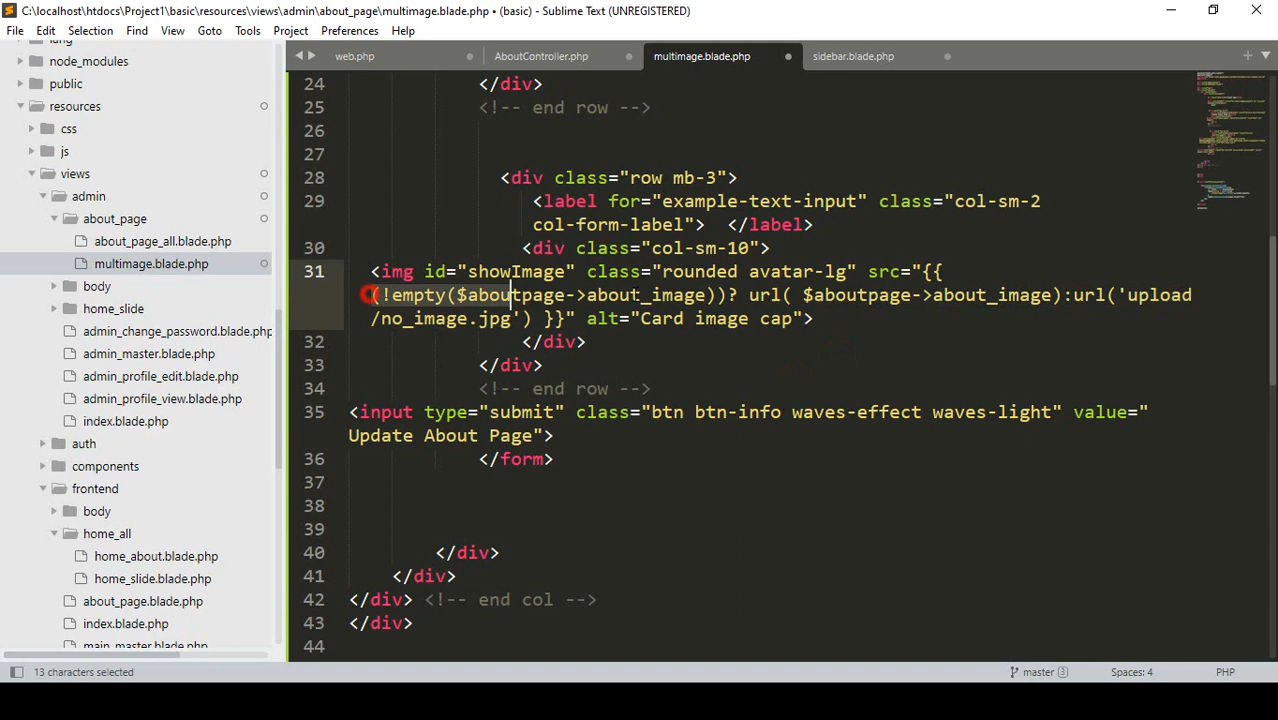 C:\localhost\htdocs\Project1\basic\resources\views\admin\about_page\multimage.blade.php • (basic) - Sublime Text (UNREGISTERED)
File Edit Selection Find View Goto Tools Project Preferences Help
web.php
AboutController.php
multimage.blade.php
sidebar.blade.php
node_modules
public
resources
css
js
views
admin
about_page
about_page_all.blade.php
multimage.blade.php
body
home_slide
admin_change_password.blade.php
admin_master.blade.php
admin_profile_edit.blade.php
admin_profile_view.blade.php
index.blade.php
auth
components
frontend
body
home_all
home_about.blade.php
home_slide.blade.php
about_page.blade.php
index.blade.php
main_master.blade.php
24 </div>
25 <!-- end row -->
26
27
28 <div class="row mb-3">
29 <label for="example-text-input" class="col-sm-2
col-form-label"> </label>
30 <div class="col-sm-10">
31 <img id="showImage" class="rounded avatar-lg" src="{{
(!empty($aboutpage->about_image))? url( $aboutpage->about_image):url('upload
/no_image.jpg') }}" alt="Card image cap">
32 </div>
33 </div>
34 <!-- end row -->
35 <input type="submit" class="btn btn-info waves-effect waves-light" value="
Update About Page">
36 </form>
37
38
39
40 </div>
41 </div>
42 </div> <!-- end col -->
43 </div>
44
13 characters selected
master 3
Spaces: 4
PHP